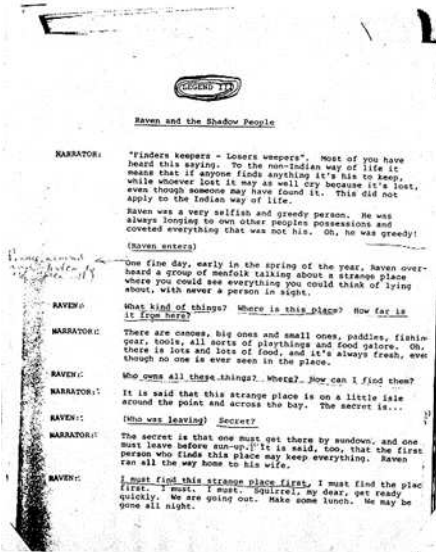 LEGEND III
Raven and the Shadow People
NARRATOR: "Finders keepers - Losers weepers". Most of you have
heard this saying. To the non-Indian way of life it
means that if anyone finds anything it's his to keep,
while whoever lost it may as well cry because it's lost,
even though someone may have found it. This did not
apply to the Indian way of life.
Raven was a very selfish and greedy person. He was
always longing to own other peoples possessions and
coveted everything that was not his. Oh, he was greedy!
(Raven enters)
One fine day, early in the spring of the year, Raven over-
heard a group of menfolk talking about a strange place
where you could see everything you could think of lying
about, with never a person in sight.
RAVEN: What kind of things? Where is this place? How far is
it from here?
NARRATOR: There are canoes, big ones and small ones, paddles, fishin
gear, tools, all sorts of playthings and food galore. Oh,
there is lots and lots of food, and it's always fresh, even
though no one is ever seen in the place.
RAVEN: Who owns all these things? Where? How can I find them?
NARRATOR: It is said that this strange place is on a little isle
around the point and across the bay. The secret is...
RAVEN: (Who was leaving) Secret?
NARRATOR: The secret is that one must get there by sundown, and one
must leave before sun-up. It is said, too, that the first
person who finds this place may keep everything. Raven
ran all the way home to his wife.
RAVEN: I must find this strange place first, I must find the plac
first. I must. I must. Squirrel, my dear, get ready
quickly. We are going out. Make some lunch. We may be
gone all night.